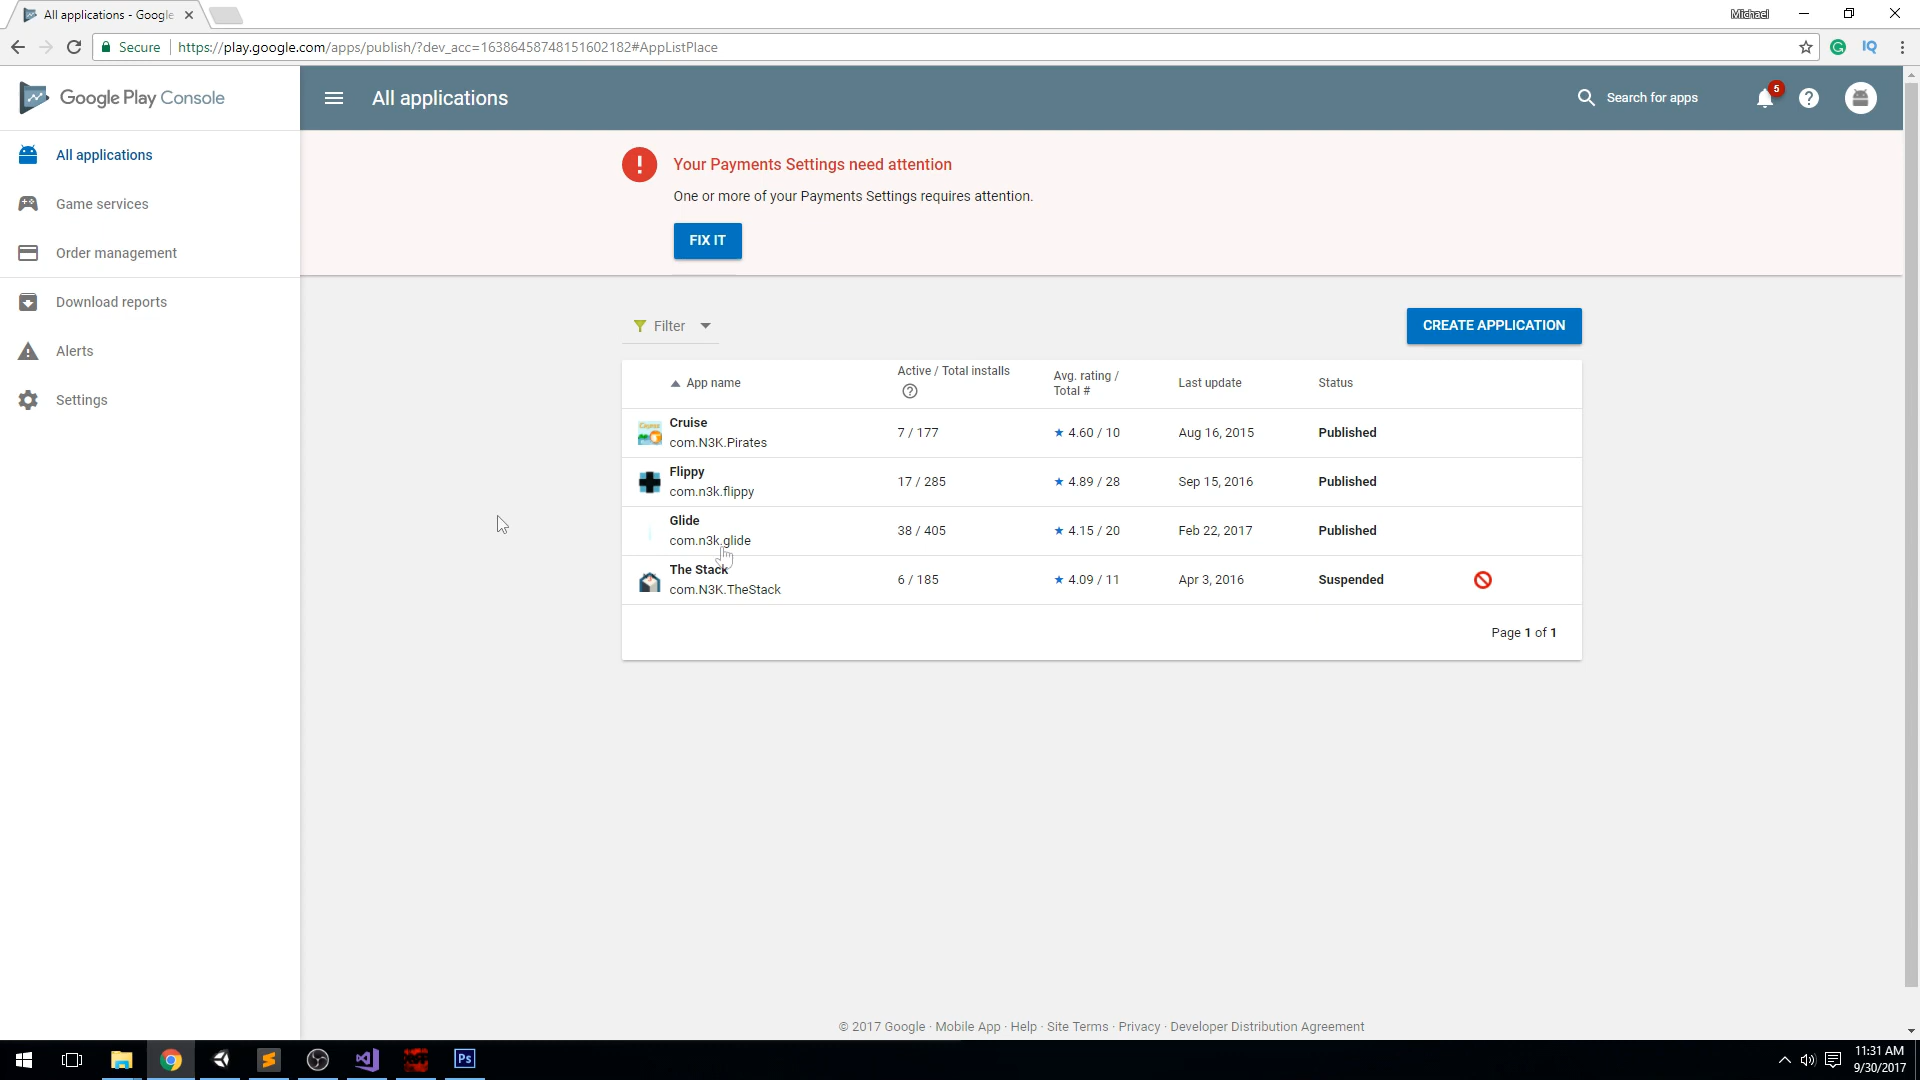 All applications - Google
Michael
Secure
https://play.google.com/apps/publish/?dev_acc=16386458748151602182#AppListPlace
IQ
Google Play Console
All applications
Search for apps
5
All applications
Game services
Order management
Download reports
Alerts
Settings
Your Payments Settings need attention
One or more of your Payments Settings requires attention.
FIX IT
Filter
CREATE APPLICATION
App name
Active / Total installs
Avg. rating /
Total #
Last update
Status
Cruise
com.N3K.Pirates
7 / 177
4.60 / 10
Aug 16, 2015
Published
Flippy
com.n3k.flippy
17 / 285
4.89 / 28
Sep 15, 2016
Published
Glide
com.n3k.glide
38 / 405
4.15 / 20
Feb 22, 2017
Published
The Stack
com.N3K.TheStack
6 / 185
4.09 / 11
Apr 3, 2016
Suspended
Page 1 of 1
© 2017 Google · Mobile App · Help · Site Terms · Privacy · Developer Distribution Agreement
Ps
11:31 AM
9/30/2017